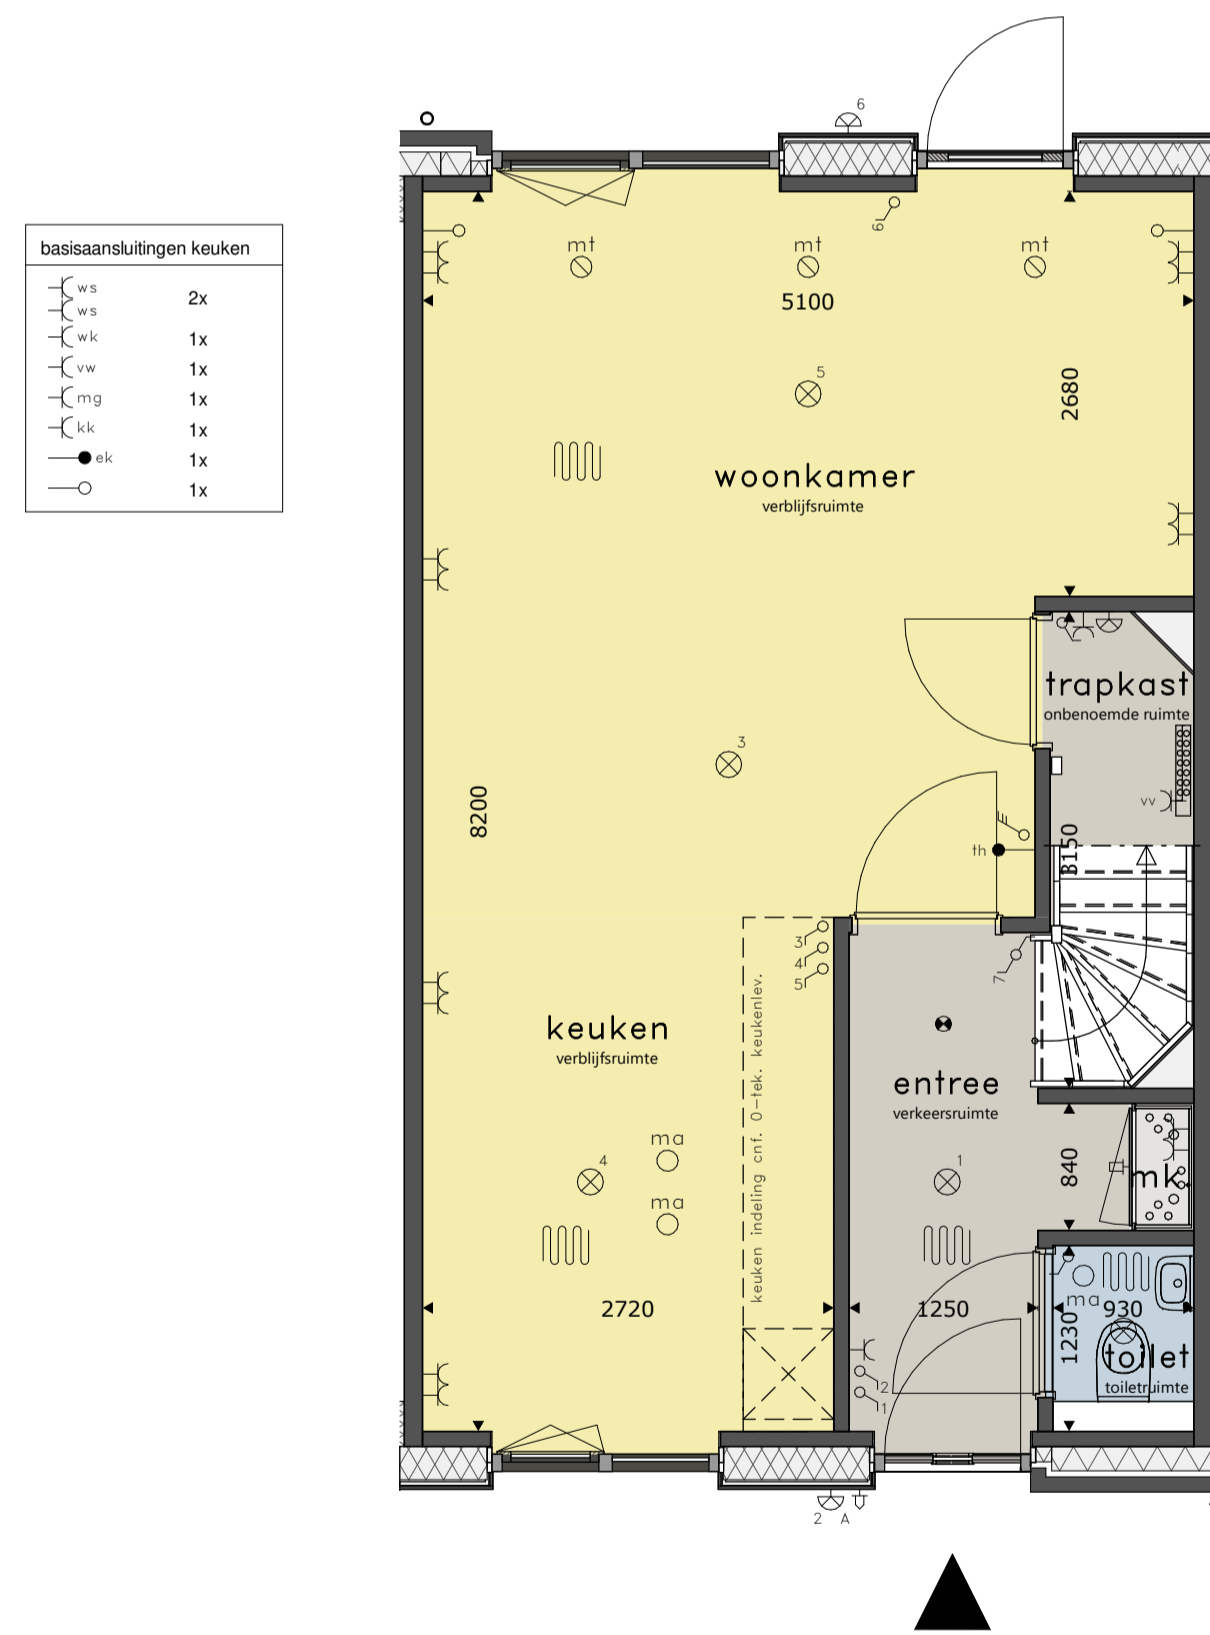 6
basisaansluitingen keuken
ws
ws
2x
wk 1x
vw 1x
mg 1x
kk 1x
ek 1x
1x
6
mt mt mt
5100
5
2680
woonkamer
verblijfsruimte
trapkast
onbenoemde ruimte
3
8200
vv
3150
th
3
4
5
7
keuken
verblijfsruimte
keuken indeling cnf. 0-tek. keukenlev.
entree
verkeersruimte
ma
4
1
840
mk
ma
ma
2720
1250
930
1230
toilet
toiletruimte
2
1
2 A